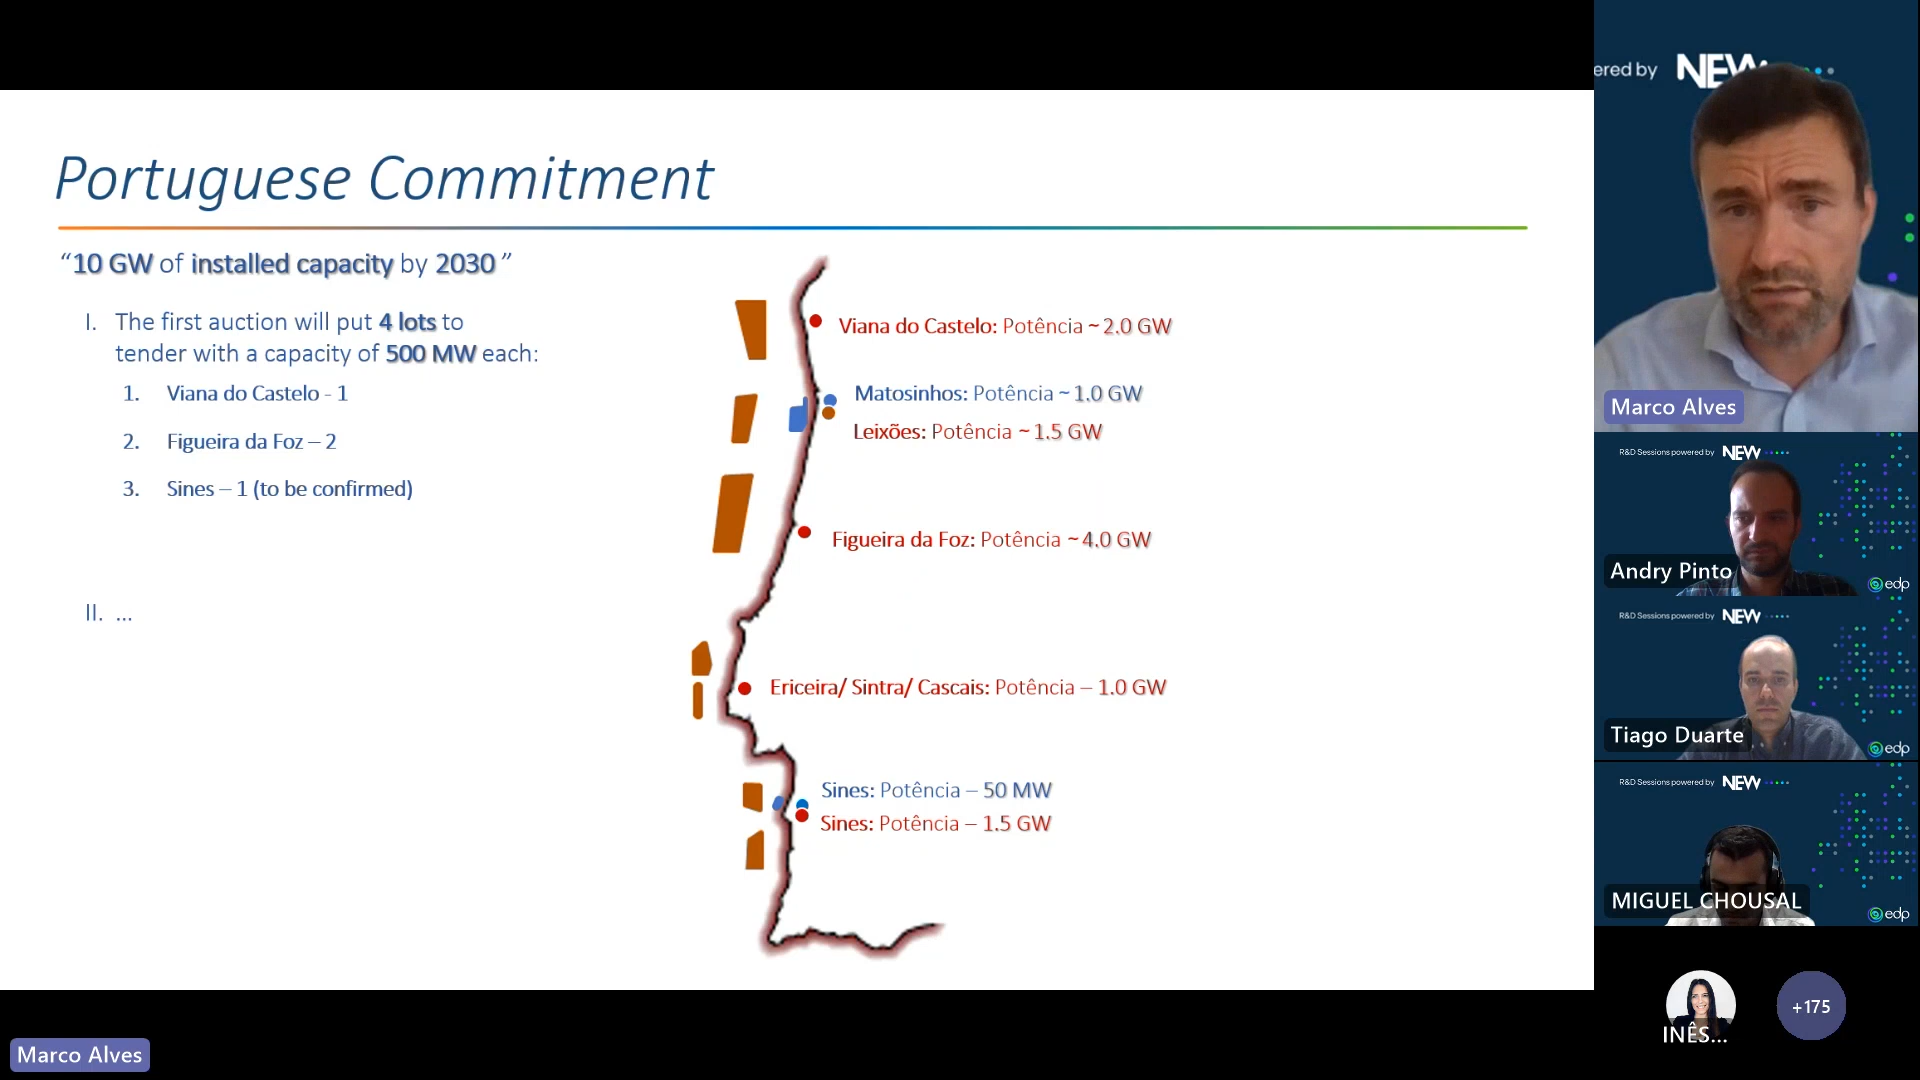 Portuguese Commitment
“10 GW of installed capacity by 2030 ”
I. The first auction will put 4 lots to
tender with a capacity of 500 MW each:
1. Viana do Castelo - 1
2. Figueira da Foz – 2
3. Sines – 1 (to be confirmed)
II. ...
Viana do Castelo: Potência ~ 2.0 GW
Matosinhos: Potência ~ 1.0 GW
Leixões: Potência ~ 1.5 GW
Figueira da Foz: Potência ~ 4.0 GW
Ericeira/ Sintra/ Cascais: Potência – 1.0 GW
Sines: Potência – 50 MW
Sines: Potência – 1.5 GW
ered by NEW
Marco Alves
R&D Sessions powered by NEW
Andry Pinto
edp
R&D Sessions powered by NEW
Tiago Duarte
edp
R&D Sessions powered by NEW
MIGUEL CHOUSAL
edp
INÊS...
+175
Marco Alves